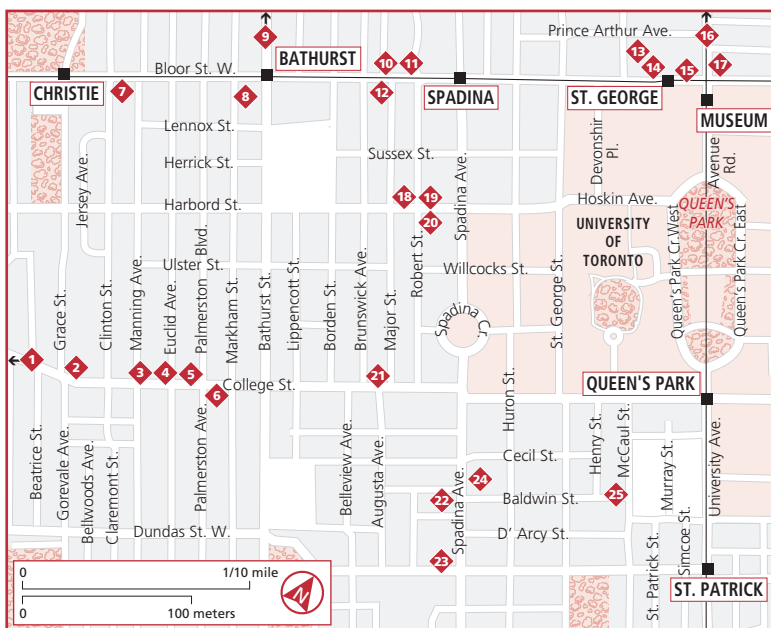 Prince Arthur Ave.
16
9
13
10
11
14
15
17
Bloor St. W.
BATHURST
CHRISTIE
7
8
12
SPADINA
ST. GEORGE
MUSEUM
Lennox St.
Sussex St.
Herrick St.
Devonshir
Pl.
Avenue
Rd.
Jersey Ave.
Harbord St.
18
19
20
Spadina Ave.
Hoskin Ave.
QUEEN'S
PARK
UNIVERSITY
OF
TORONTO
Queen's Park Cr.West
Queen's Park Cr. East
Ulster St.
Willcocks St.
Grace St.
Clinton St.
Manning Ave.
Euclid Ave.
Palmerston
Blvd.
Markham St.
Bathurst St.
Lippencott St.
Borden St.
Brunswick Ave.
Major St.
Robert St.
Spadina Cr.
St. George St.
1
2
3
4
5
6
21
College St.
QUEEN'S PARK
Beatrice St.
Gorevale Ave.
Bellwoods Ave.
Claremont St.
Palmerston Ave.
Belleview Ave.
Augusta Ave.
Spadina Ave.
Huron St.
Henry St.
McCaul St.
Murray St.
University Ave.
Cecil St.
24
22
Baldwin St.
25
Dundas St. W.
D' Arcy St.
23
St. Patrick St.
Simcoe St.
ST. PATRICK
0
1/10 mile
0
100 meters
N